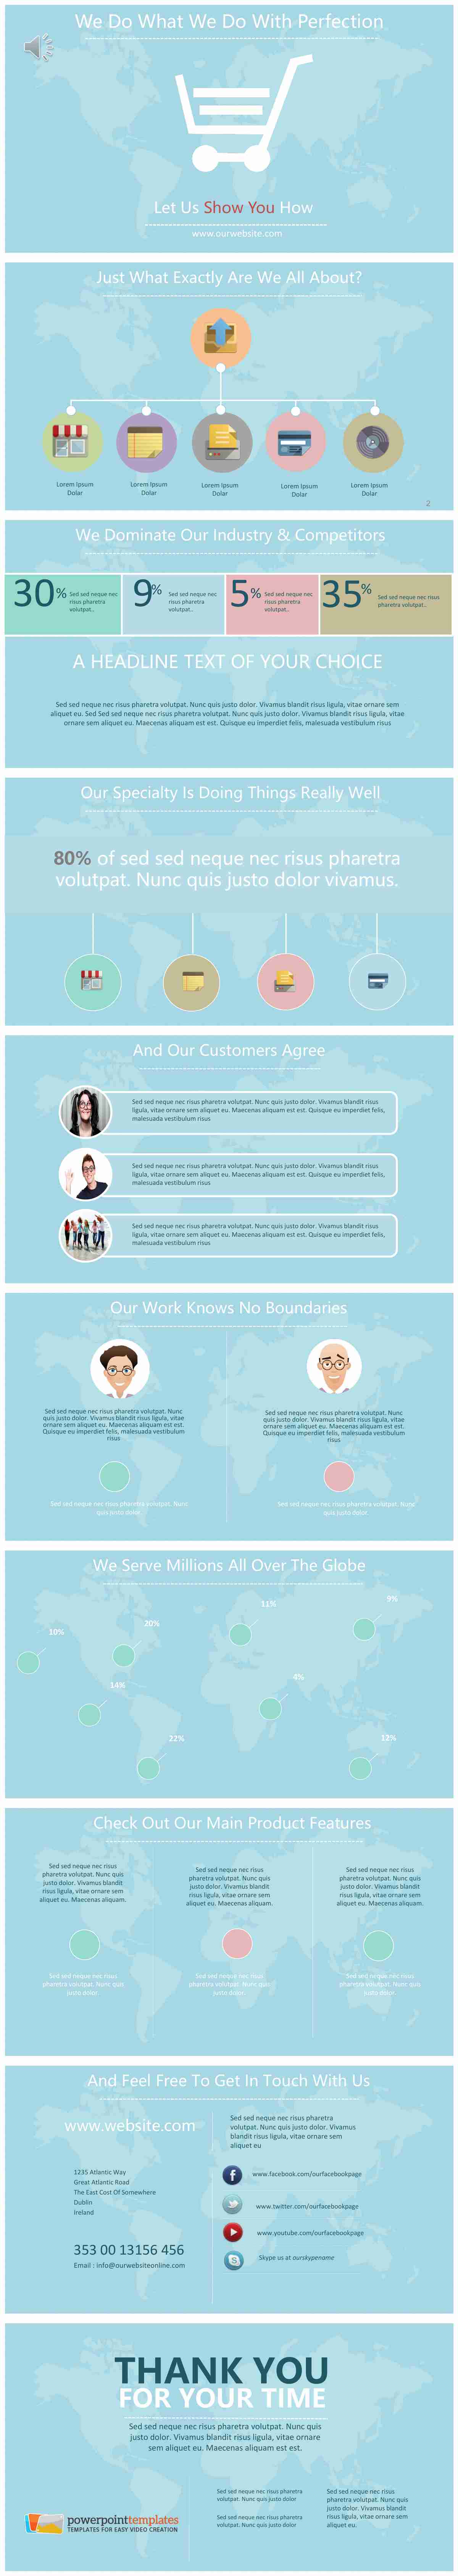 We Do What We Do With Perfection
Let Us Show You How
www.ourwebsite.com
Just What Exactly Are We All About?
Lorem Ipsum
Dolar
Lorem Ipsum
Dolar
Lorem Ipsum
Dolar
Lorem Ipsum
Dolar
Lorem Ipsum
Dolar
2
We Dominate Our Industry & Competitors
30%
Sed sed neque nec
risus pharetra
volutpat..
9%
Sed sed neque nec
risus pharetra
volutpat..
5%
Sed sed neque nec
risus pharetra
volutpat..
35%
Sed sed neque nec risus
pharetra volutpat..
A HEADLINE TEXT OF YOUR CHOICE
Sed sed neque nec risus pharetra volutpat. Nunc quis justo dolor. Vivamus blandit risus ligula, vitae ornare sem
aliquet eu. Sed Sed sed neque nec risus pharetra volutpat. Nunc quis justo dolor. Vivamus blandit risus ligula, vitae
ornare sem aliquet eu. Maecenas aliquam est est. Quisque eu imperdiet felis, malesuada vestibulum risus
Our Specialty Is Doing Things Really Well
80% of sed sed neque nec risus pharetra
volutpat. Nunc quis justo dolor vivamus.
And Our Customers Agree
Sed sed neque nec risus pharetra volutpat. Nunc quis justo dolor. Vivamus blandit risus
ligula, vitae ornare sem aliquet eu. Maecenas aliquam est est. Quisque eu imperdiet felis,
malesuada vestibulum risus
Sed sed neque nec risus pharetra volutpat. Nunc quis justo dolor. Vivamus blandit risus
ligula, vitae ornare sem aliquet eu. Maecenas aliquam est est. Quisque eu imperdiet felis,
malesuada vestibulum risus
Sed sed neque nec risus pharetra volutpat. Nunc quis justo dolor. Vivamus blandit risus
ligula, vitae ornare sem aliquet eu. Maecenas aliquam est est. Quisque eu imperdiet felis,
malesuada vestibulum risus
Our Work Knows No Boundaries
Sed sed neque nec risus pharetra volutpat. Nunc
quis justo dolor. Vivamus blandit risus ligula, vitae
ornare sem aliquet eu. Maecenas aliquam est est.
Quisque eu imperdiet felis, malesuada vestibulum
risus
Sed sed neque nec risus pharetra volutpat. Nunc
quis justo dolor
Sed sed neque nec risus pharetra volutpat. Nunc
quis justo dolor. Vivamus blandit risus ligula, vitae
ornare sem aliquet eu. Maecenas aliquam est est.
Quisque eu imperdiet felis, malesuada vestibulum
risus
Sed sed neque nec risus pharetra volutpat. Nunc
quis justo dolor
We Serve Millions All Over The Globe
9%
11%
20%
10%
4%
14%
22%
12%
Check Out Our Main Product Features
Sed sed neque nec risus
pharetra volutpat. Nunc quis
justo dolor. Vivamus blandit
risus ligula, vitae ornare sem
aliquet eu. Maecenas aliquam.
Sed sed neque nec risus
pharetra volutpat. Nunc quis
justo dolor
Sed sed neque nec risus
pharetra volutpat. Nunc quis
justo dolor. Vivamus blandit
risus ligula, vitae ornare sem
aliquet eu. Maecenas aliquam.
Sed sed neque nec risus
pharetra volutpat. Nunc quis
justo dolor
Sed sed neque nec risus
pharetra volutpat. Nunc quis
justo dolor. Vivamus blandit
risus ligula, vitae ornare sem
aliquet eu. Maecenas aliquam.
Sed sed neque nec risus
pharetra volutpat. Nunc quis
justo dolor
And Feel Free To Get In Touch With Us
www.website.com
1235 Atlantic Way
Great Atlantic Road
The East Cost Of Somewhere
Dublin
Ireland
353 00 13156 456
Email : info@ourwebsiteonline.com
Sed sed neque nec risus pharetra
volutpat. Nunc quis justo dolor. Vivamus
blandit risus ligula, vitae ornare sem
aliquet eu
www.facebook.com/ourfacebookpage
www.twitter.com/ourfacebookpage
www.youtube.com/ourfacebookpage
Skype us at ourskypename
THANK YOU
FOR YOUR TIME
Sed sed neque nec risus pharetra volutpat. Nunc quis
justo dolor. Vivamus blandit risus ligula, vitae ornare
sem aliquet eu. Maecenas aliquam est est.
powerpointtemplates
TEMPLATES FOR EASY VIDEO CREATION
Sed sed neque nec risus pharetra
volutpat. Nunc quis justo dolor
Sed sed neque nec risus pharetra
volutpat. Nunc quis justo dolor
Sed sed neque nec risus
pharetra volutpat. Nunc quis
justo dolor. Vivamus blandit
risus ligula, vitae ornare sem
aliquet eu.